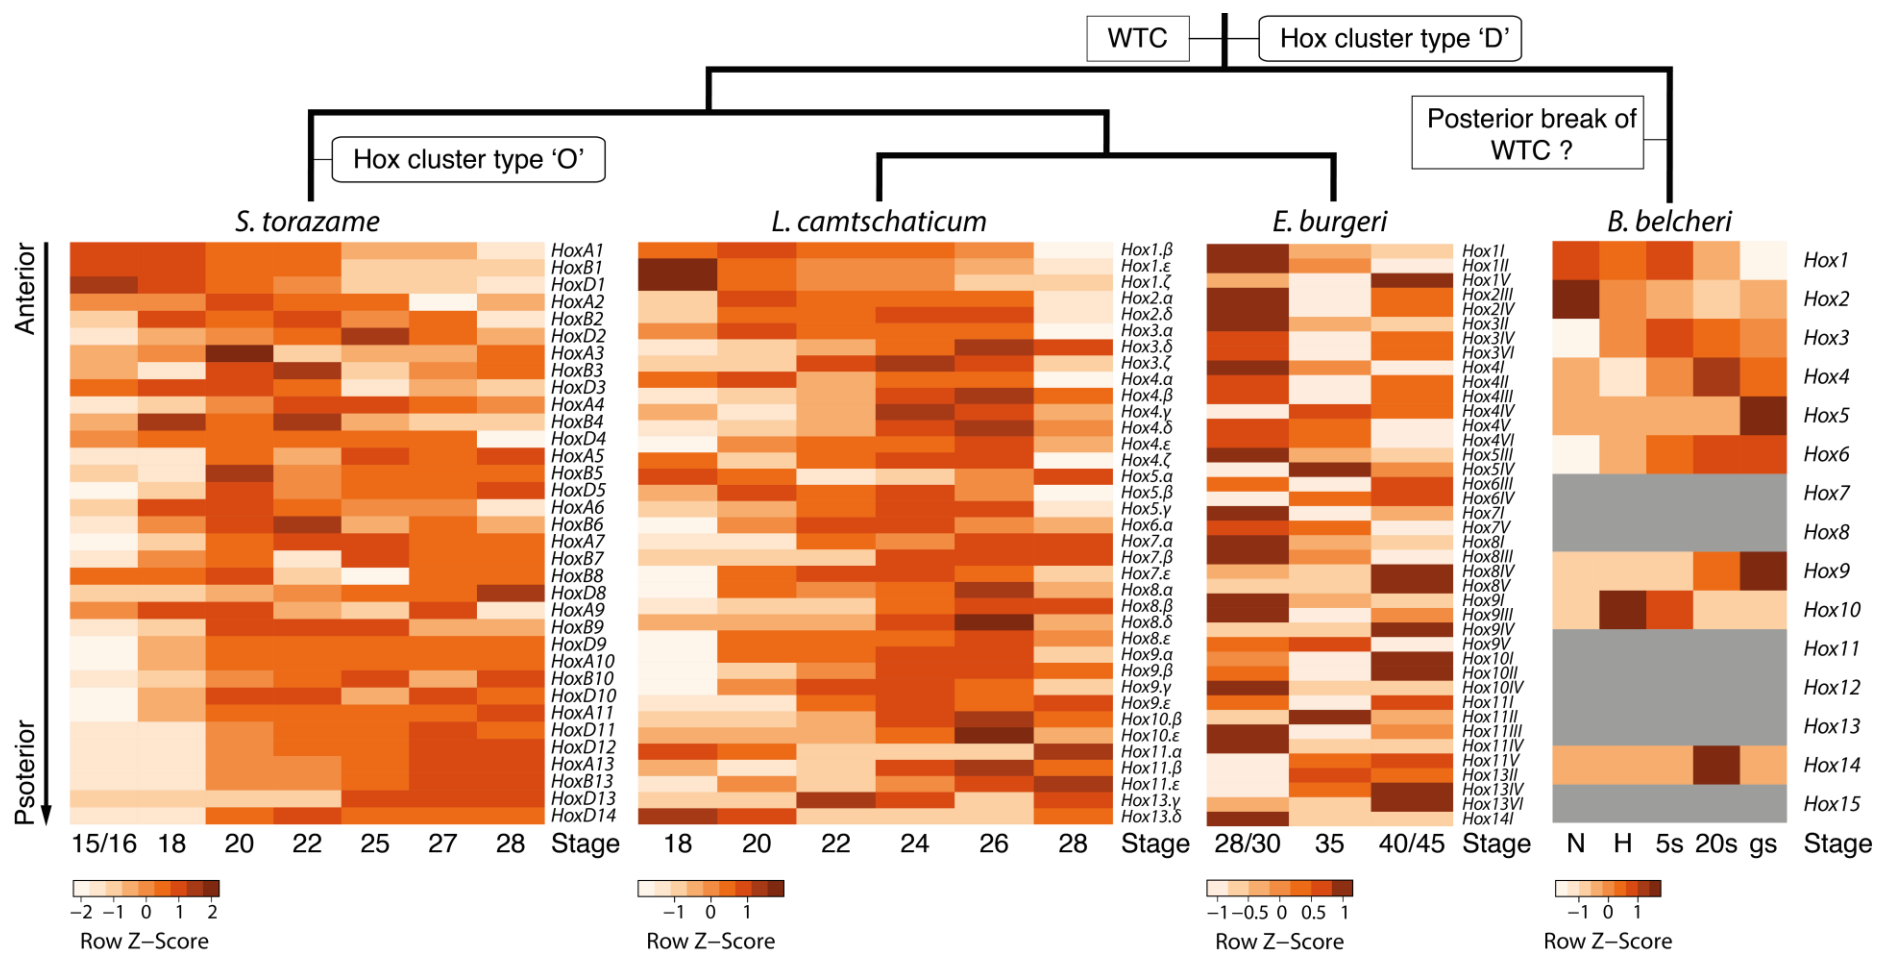 WTC
Hox cluster type ‘D’
Posterior break of
WTC ?
Hox cluster type ‘O’
S. torazame
L. camtschaticum
E. burgeri
B. belcheri
Anterior
Psoterior
HoxA1
HoxB1
HoxD1
HoxA2
HoxB2
HoxD2
HoxA3
HoxB3
HoxD3
HoxA4
HoxB4
HoxD4
HoxA5
HoxB5
HoxD5
HoxA6
HoxB6
HoxA7
HoxB7
HoxB8
HoxD8
HoxA9
HoxB9
HoxD9
HoxA10
HoxB10
HoxD10
HoxA11
HoxD11
HoxD12
HoxA13
HoxB13
HoxD13
HoxD14
15/16 18 20 22 25 27 28 Stage
−2 −1 0 1 2
Row Z−Score
Hox1.β
Hox1.ε
Hox1.ζ
Hox2.α
Hox2.δ
Hox3.α
Hox3.δ
Hox3.ζ
Hox4.α
Hox4.β
Hox4.γ
Hox4.δ
Hox4.ε
Hox4.ζ
Hox5.α
Hox5.β
Hox5.γ
Hox6.α
Hox7.α
Hox7.β
Hox7.ε
Hox8.α
Hox8.β
Hox8.δ
Hox8.ε
Hox9.α
Hox9.β
Hox9.γ
Hox9.ε
Hox10.β
Hox10.ε
Hox11.α
Hox11.β
Hox11.ε
Hox13.γ
Hox13.δ
18 20 22 24 26 28 Stage
−1 0 1
Row Z−Score
Hox1I
Hox1II
Hox1V
Hox2III
Hox2IV
Hox3II
Hox3IV
Hox3VI
Hox4I
Hox4II
Hox4III
Hox4IV
Hox4V
Hox4VI
Hox5III
Hox5IV
Hox6III
Hox6IV
Hox7I
Hox7V
Hox8I
Hox8III
Hox8IV
Hox8V
Hox9I
Hox9III
Hox9IV
Hox9V
Hox10I
Hox10II
Hox10IV
Hox11I
Hox11II
Hox11III
Hox11IV
Hox11V
Hox13II
Hox13IV
Hox13VI
Hox14I
28/30 35 40/45 Stage
−1 −0.5 0 0.5 1
Row Z−Score
Hox1
Hox2
Hox3
Hox4
Hox5
Hox6
Hox7
Hox8
Hox9
Hox10
Hox11
Hox12
Hox13
Hox14
Hox15
N H 5s 20s gs Stage
−1 0 1
Row Z−Score